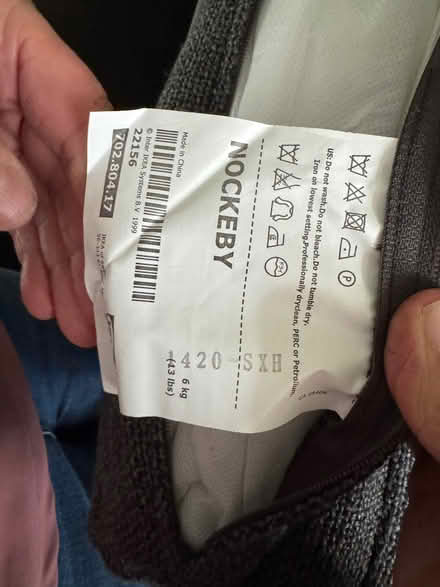 US: Do not wash. Do not bleach. Do not tumble dry.
Iron on lowest setting. Professionally dryclean, PERC or Petrolium.
P
NOCKEBY
Made in China
© Inter IKEA Systems B.V. 1999
22156
702.804.17
1420 SXH
6 kg
(13 lbs)